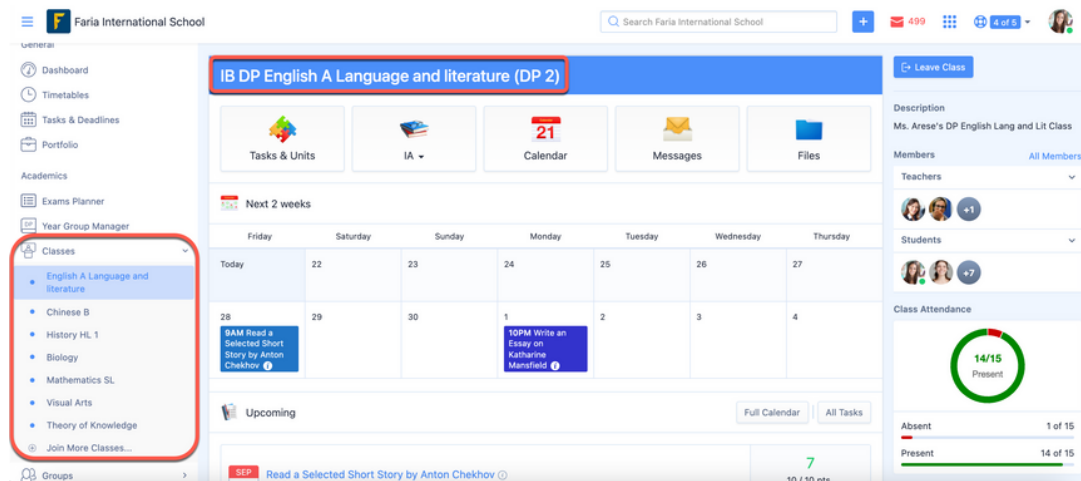 Faria International School
Search Faria International School
+
499
4 of 5
General
Dashboard
Timetables
Tasks & Deadlines
Portfolio
Academics
Exams Planner
Year Group Manager
Classes
English A Language and
literature
Chinese B
History HL 1
Biology
Mathematics SL
Visual Arts
Theory of Knowledge
Join More Classes...
Groups
IB DP English A Language and literature (DP 2)
Tasks & Units
IA
21
Calendar
Messages
Files
Next 2 weeks
Friday Saturday Sunday Monday Tuesday Wednesday Thursday
Today 22 23 24 25 26 27
28 29 30 1 2 3 4
9AM Read a
Selected Short
Story by Anton
Chekhov
10PM Write an
Essay on
Katharine
Mansfield
Upcoming
Full Calendar
All Tasks
SEP
Read a Selected Short Story by Anton Chekhov
7
10 / 10 pts
Leave Class
Description
Ms. Arese's DP English Lang and Lit Class
Members
All Members
Teachers
+1
Students
+7
Class Attendance
14/15
Present
Absent 1 of 15
Present 14 of 15